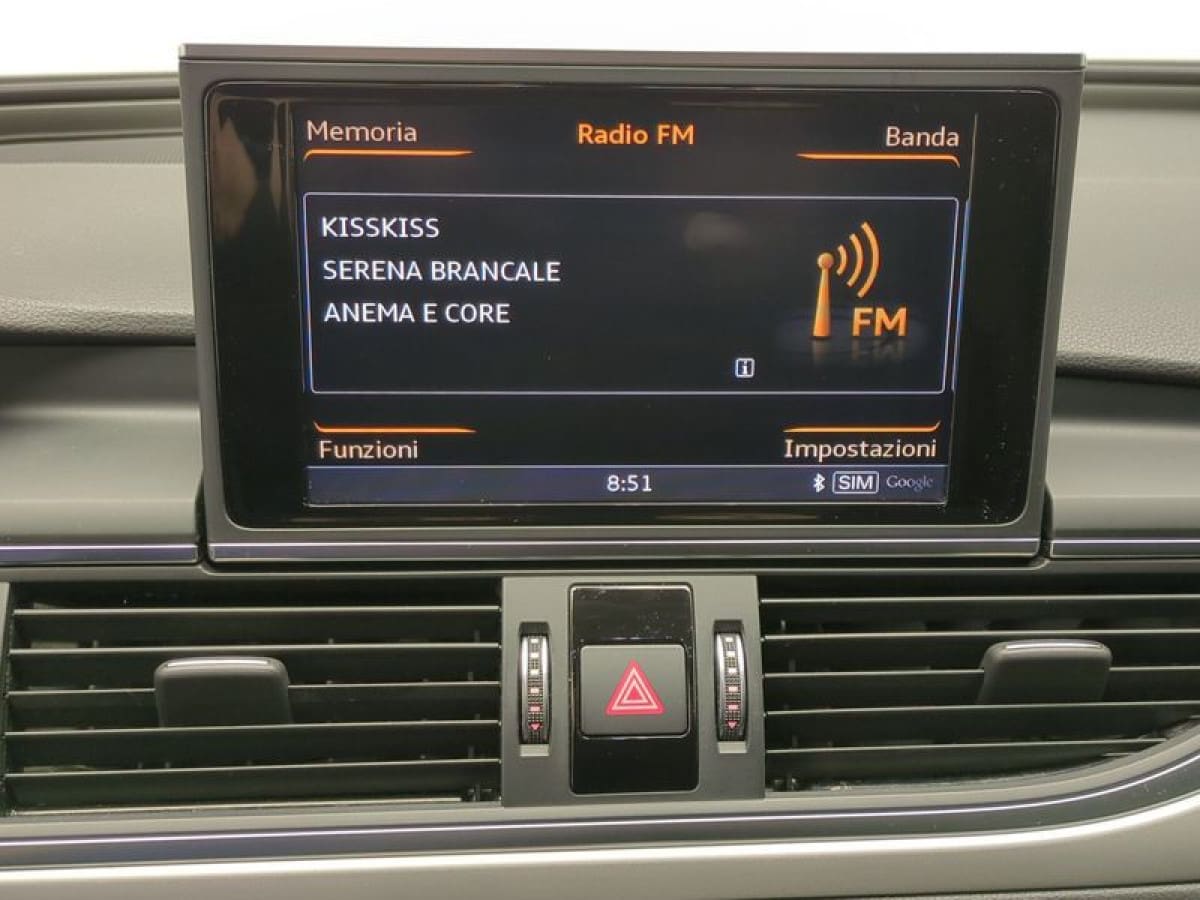 Memoria Radio FM Banda
KISSKISS
SERENA BRANCALE
ANEMA E CORE
FM
i
Funzioni Impostazioni
8:51 SIM Google